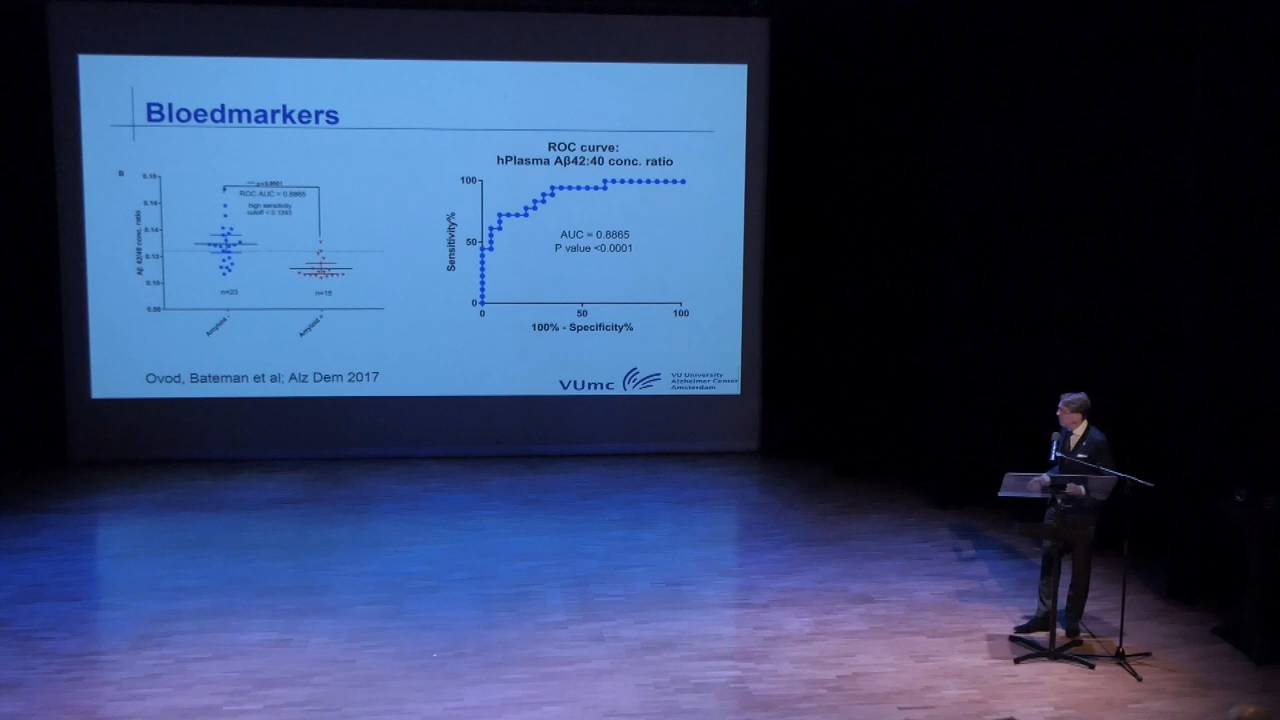 Bloedmarkers
B
0.18
0.16
0.14
0.12
0.10
0.08
Aβ 42/40 conc. ratio
ROC AUC = 0.8865
high sensitivity
cutoff < 0.1243
n=23
n=18
Amyloid -
Amyloid +
ROC curve:
hPlasma Aβ42:40 conc. ratio
100
50
0
Sensitivity%
AUC = 0.8865
P value <0.0001
0
50
100
100% - Specificity%
Ovod, Bateman et al; Alz Dem 2017
VUmc
VU University
Alzheimer Center
Amsterdam